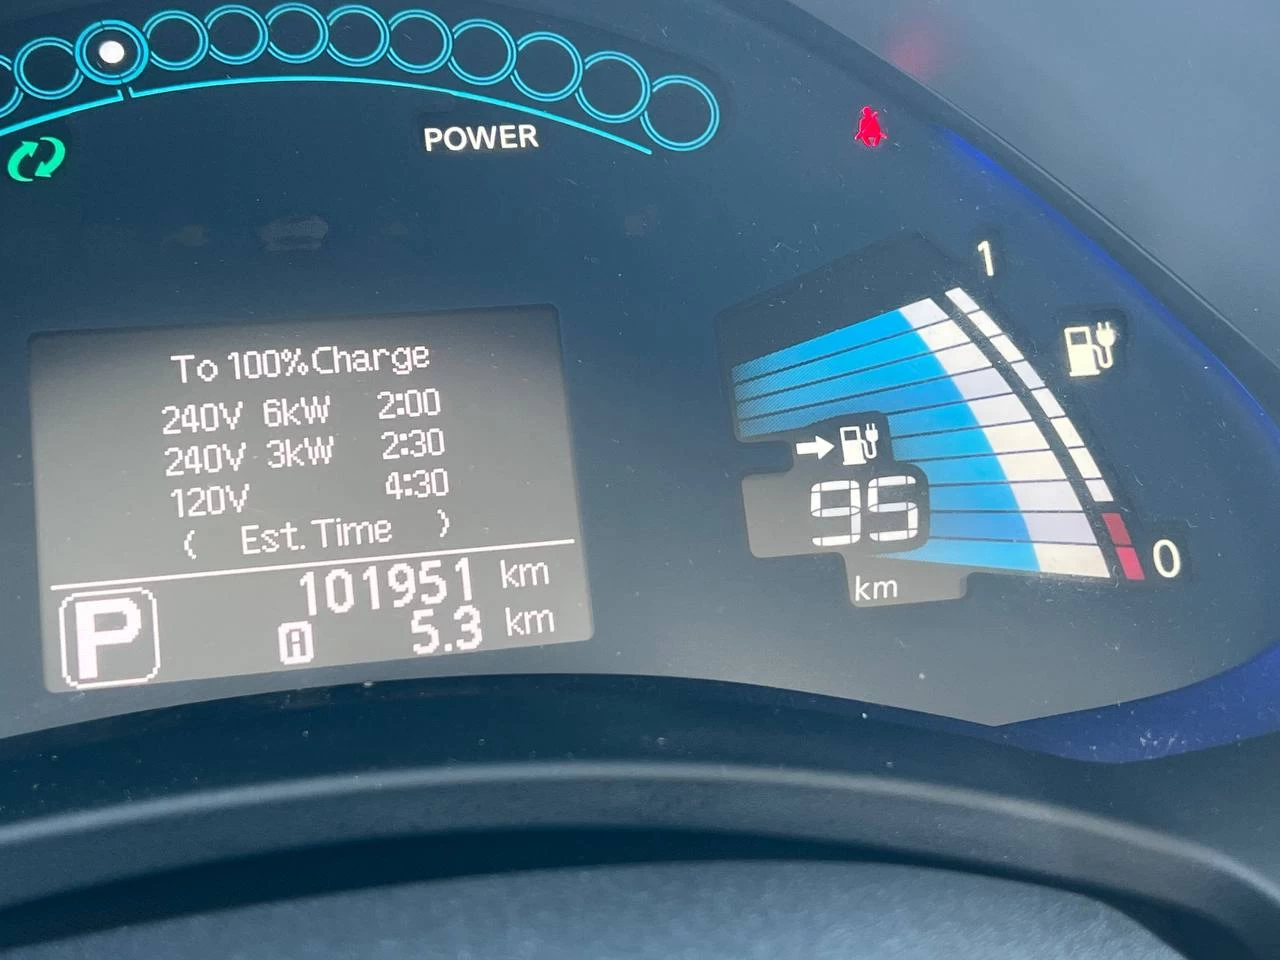 POWER
1
To 100% Charge
240V 6kW 2:00
240V 3kW 2:30
120V 4:30
( Est. Time )
95
km
0
101951 km
P
A 5.3 km